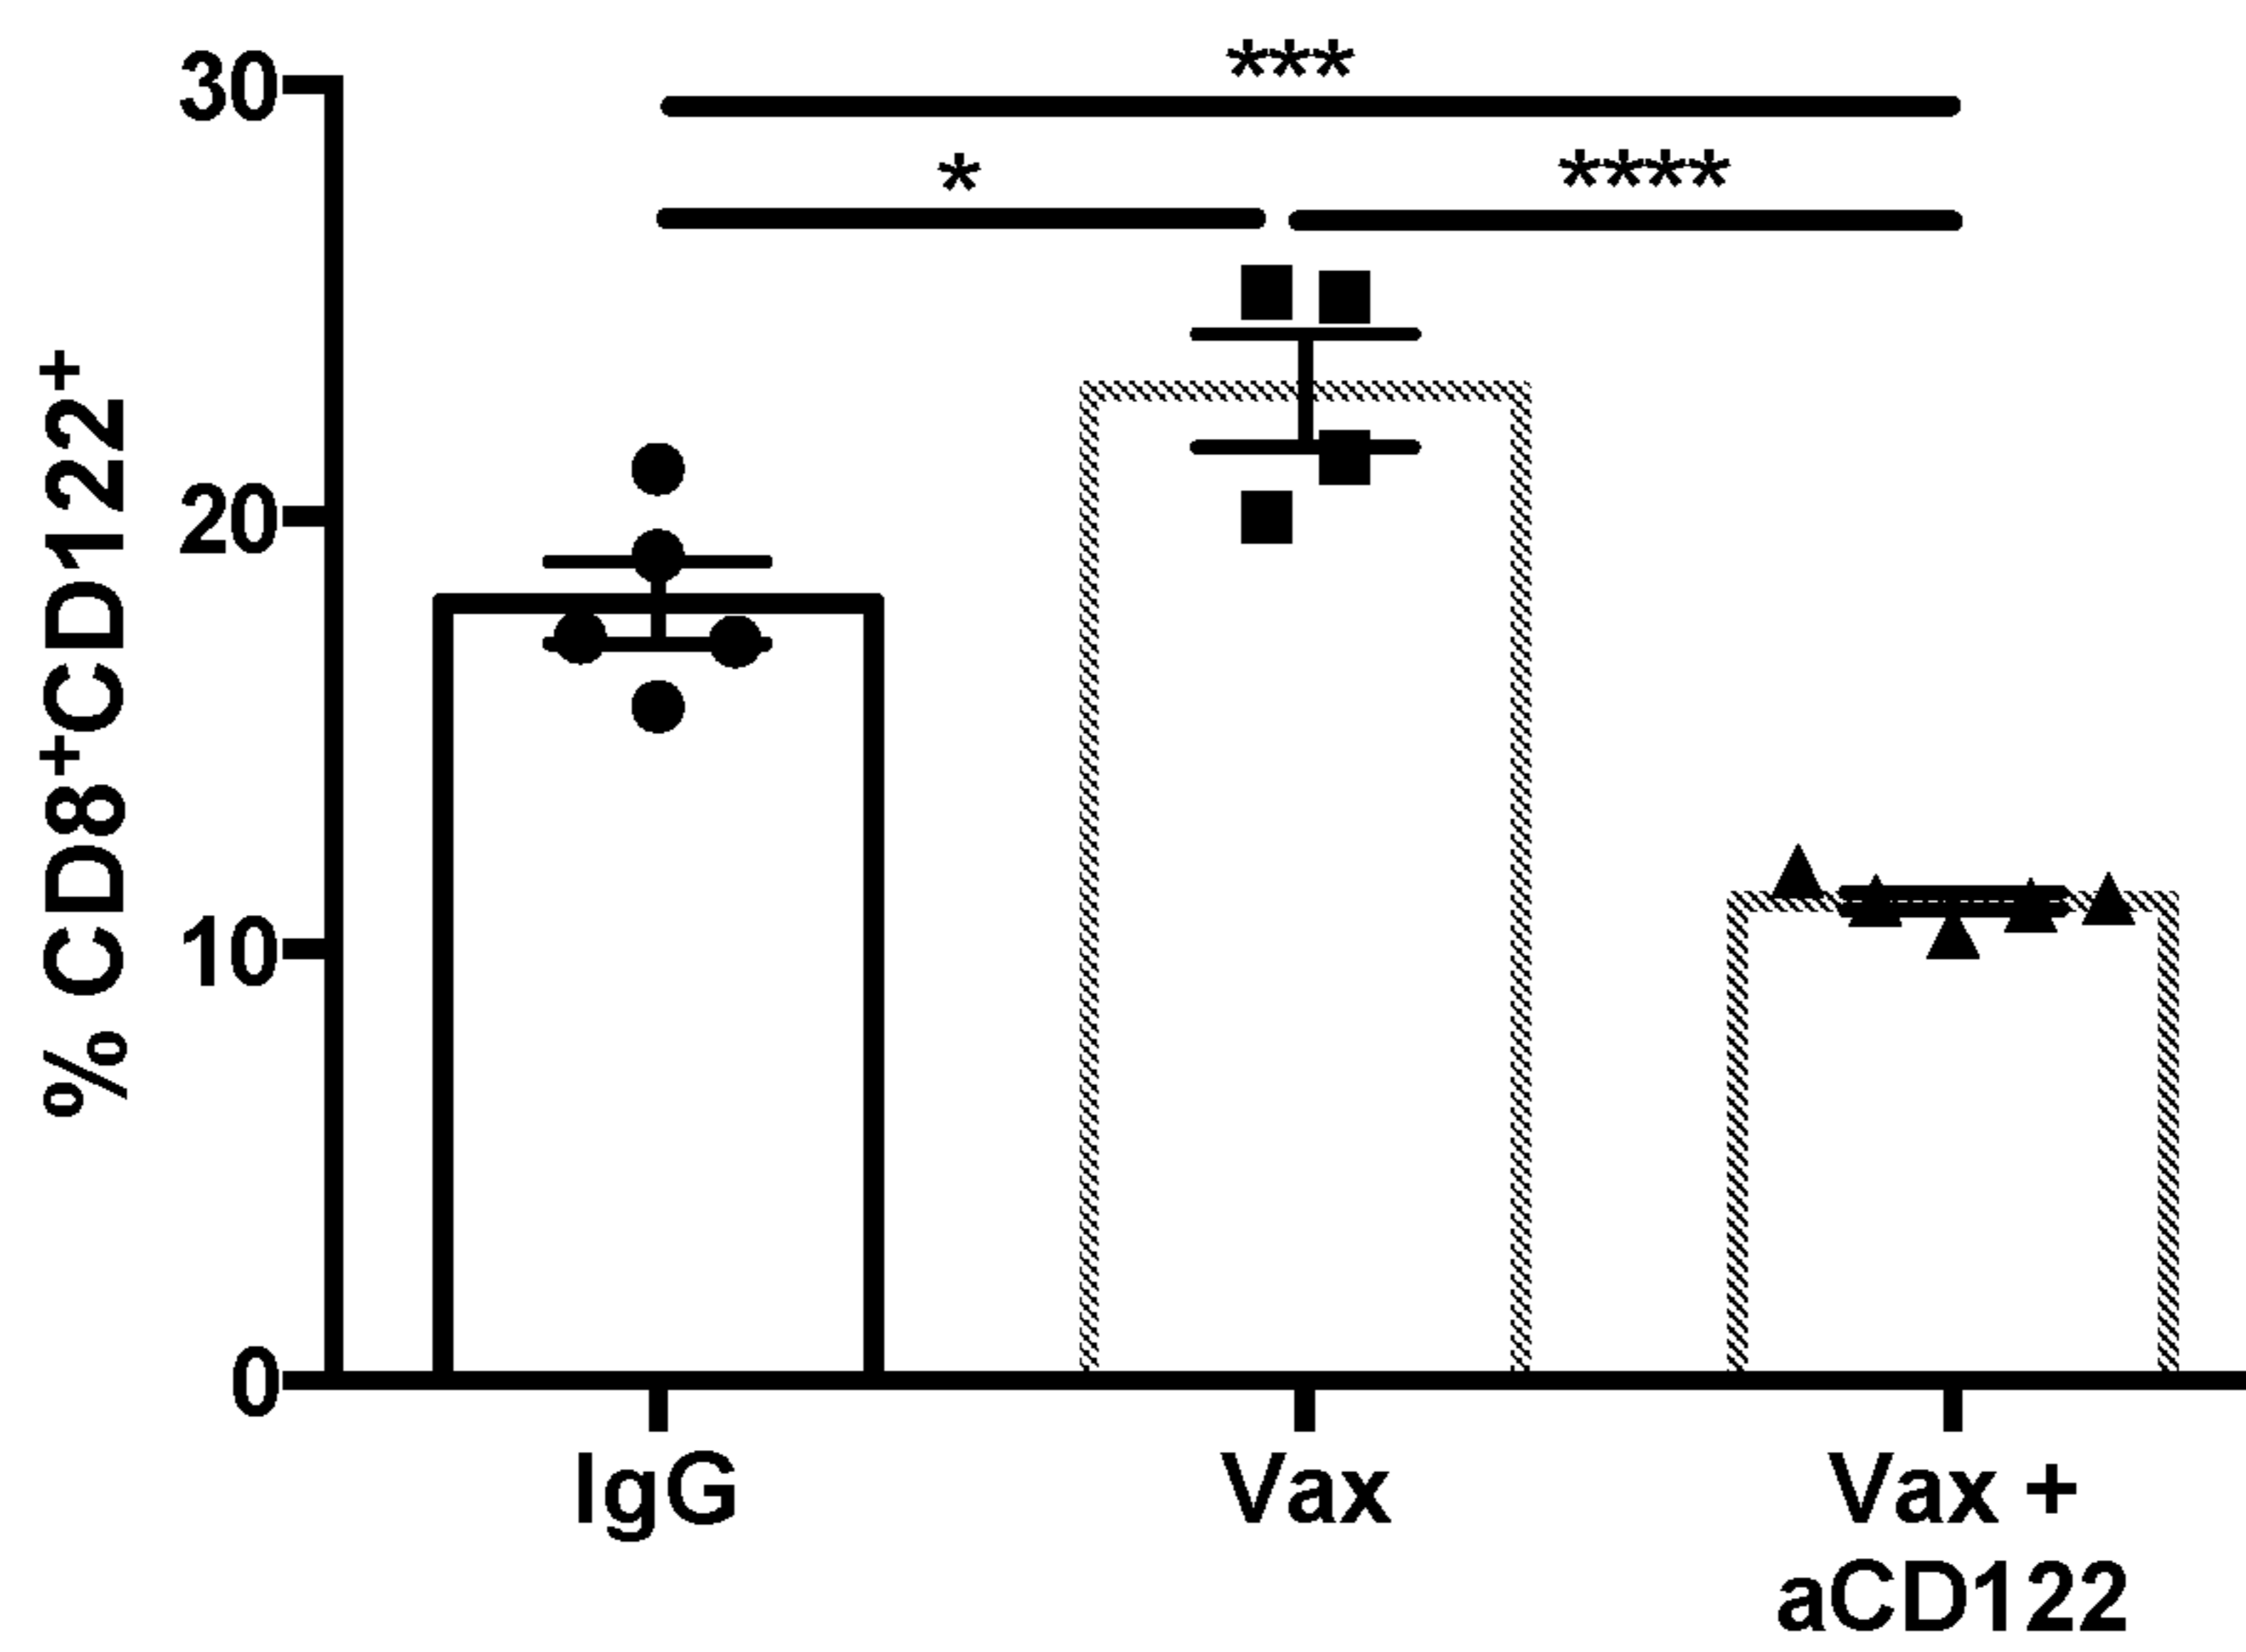 30
***
*
****
20
10
0
% CD8⁺CD122⁺
IgG
Vax
Vax +
aCD122